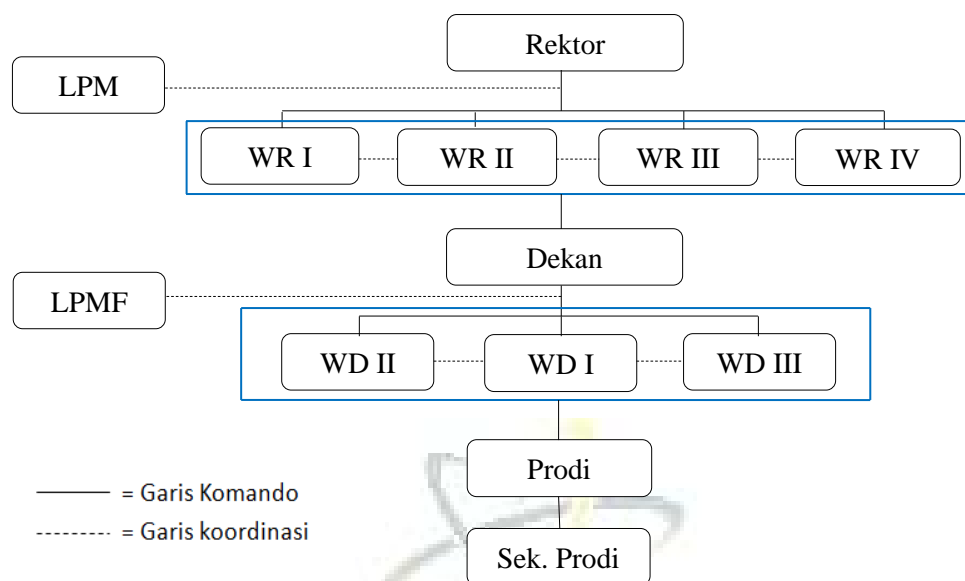 Rektor
LPM
WR I
WR II
WR III
WR IV
Dekan
LPMF
WD II
WD I
WD III
Prodi
= Garis Komando
= Garis koordinasi
Sek. Prodi